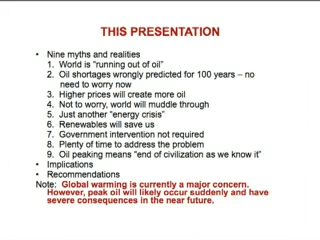 THIS PRESENTATION
• Nine myths and realities
1. World is "running out of oil"
2. Oil shortages wrongly predicted for 100 years – no
need to worry now
3. Higher prices will create more oil
4. Not to worry, world will muddle through
5. Just another "energy crisis"
6. Renewables will save us
7. Government intervention not required
8. Plenty of time to address the problem
9. Oil peaking means "end of civilization as we know it"
• Implications
• Recommendations
Note: Global warming is currently a major concern.
However, peak oil will likely occur suddenly and have
severe consequences in the near future.